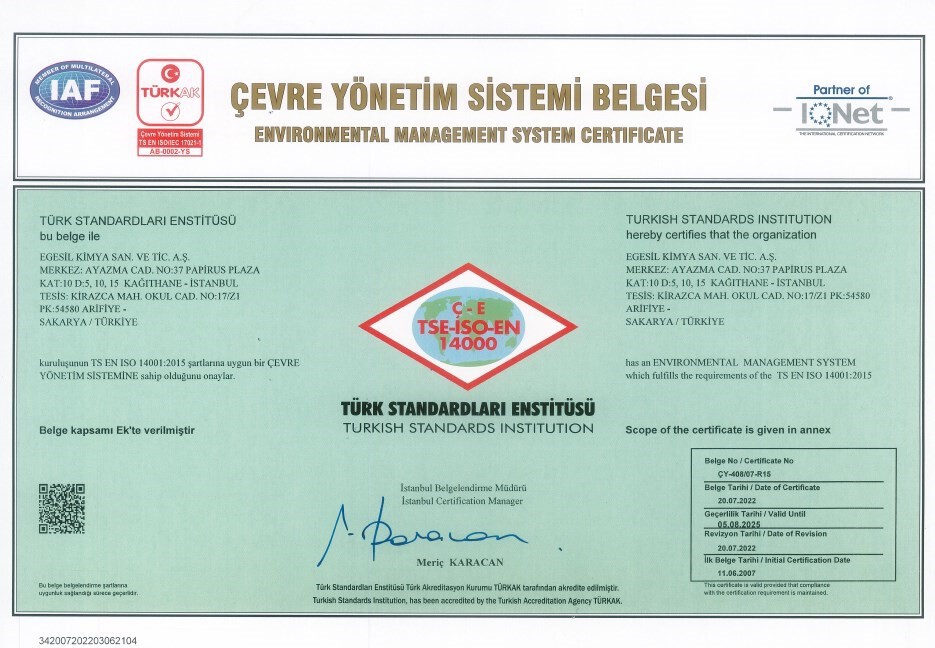 MEMBER OF MULTILATERAL
IAF
RECOGNITION ARRANGEMENT
TÜRKAK
Çevre Yönetim Sistemi
TS EN ISO/IEC 17021-1
AB-0002-YS
ÇEVRE YÖNETİM SİSTEMİ BELGESİ
ENVIRONMENTAL MANAGEMENT SYSTEM CERTIFICATE
Partner of
IQNet
THE INTERNATIONAL CERTIFICATION NETWORK
TÜRK STANDARDLARI ENSTİTÜSÜ
bu belge ile
EGESİL KİMYA SAN. VE TİC. A.Ş.
MERKEZ: AYAZMA CAD. NO:37 PAPİRUS PLAZA
KAT:10 D:5, 10, 15 KAĞITHANE - İSTANBUL
TESİS: KİRAZCA MAH. OKUL CAD. NO:17/Z1
PK:54580 ARİFİYE -
SAKARYA / TÜRKİYE
kuruluşunun TS EN ISO 14001:2015 şartlarına uygun bir ÇEVRE
YÖNETİM SİSTEMİNE sahip olduğunu onaylar.
Belge kapsamı Ek'te verilmiştir
Bu belge belgelendirme şartlarına
uygunluk sağlandığı sürece geçerlidir.
Ç - E
TSE-ISO-EN
14000
TÜRK STANDARDLARI ENSTİTÜSÜ
TURKISH STANDARDS INSTITUTION
İstanbul Belgelendirme Müdürü
İstanbul Certification Manager
Meriç KARACAN
Türk Standardları Enstitüsü Türk Akreditasyon Kurumu TÜRKAK tarafından akredite edilmiştir.
Turkish Standards Institution, has been accredited by the Turkish Accreditation Agency TÜRKAK.
TURKISH STANDARDS INSTITUTION
hereby certifies that the organization
EGESİL KİMYA SAN. VE TİC. A.Ş.
MERKEZ: AYAZMA CAD. NO:37 PAPİRUS PLAZA
KAT:10 D:5, 10, 15 KAĞITHANE - İSTANBUL
TESİS: KİRAZCA MAH. OKUL CAD. NO:17/Z1 PK:54580
ARİFİYE -
SAKARYA / TÜRKİYE
has an ENVIRONMENTAL MANAGEMENT SYSTEM
which fulfills the requirements of the TS EN ISO 14001:2015
Scope of the certificate is given in annex
Belge No / Certificate No
ÇY-408/07-R15
Belge Tarihi / Date of Certificate
20.07.2022
Geçerlilik Tarihi / Valid Until
05.08.2025
Revizyon Tarihi / Date of Revision
20.07.2022
İlk Belge Tarihi / Initial Certification Date
11.06.2007
This certificate is valid provided that compliance
with the certification requirement is maintained.
342007202203062104